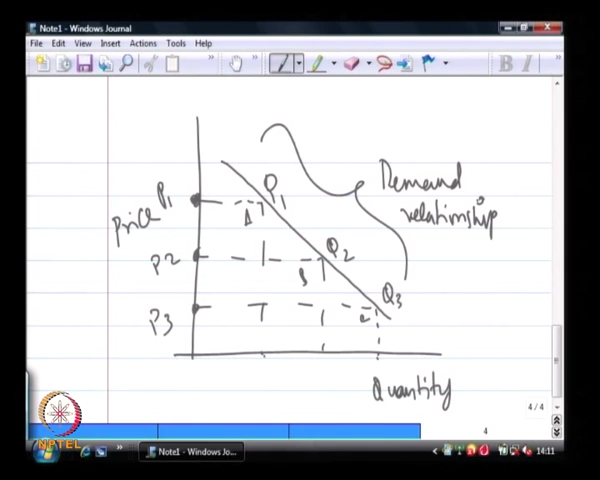 Note1 - Windows Journal
File Edit View Insert Actions Tools Help
B I
Price
P1
P2
P3
Q1
Q2
Q3
A
B
C
Demand
relationship
Quantity
4 / 4
4
NPTEL
Note1 - Windows Jo...
14:11